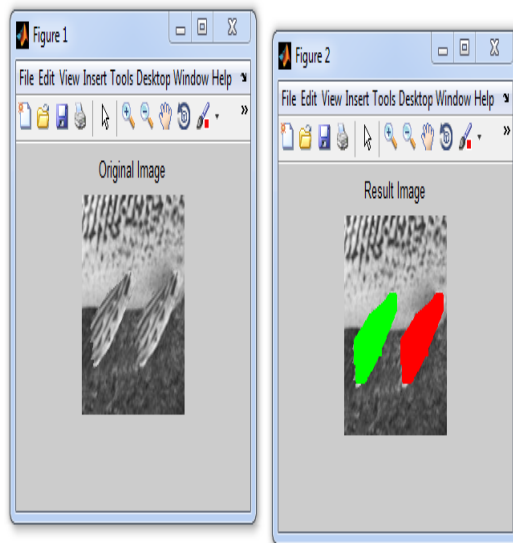 Figure 1
File Edit View Insert Tools Desktop Window Help
Original Image
Figure 2
File Edit View Insert Tools Desktop Window Help
Result Image